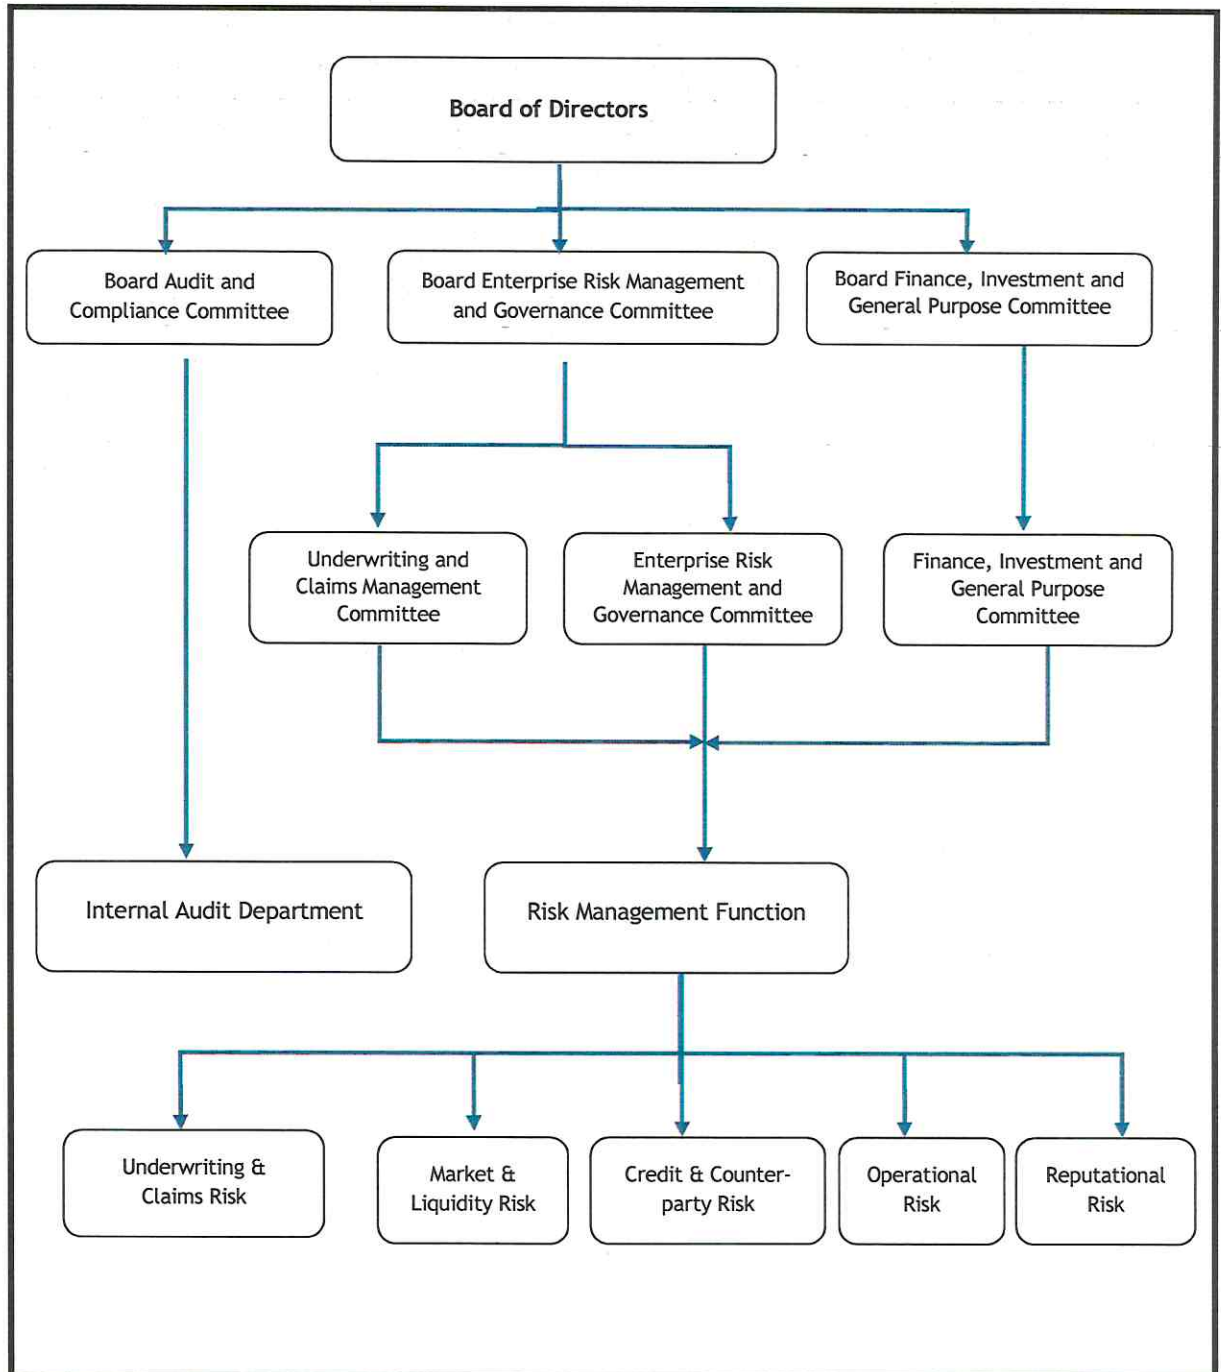 Board of Directors
Board Audit and
Compliance Committee
Board Enterprise Risk Management
and Governance Committee
Board Finance, Investment and
General Purpose Committee
Underwriting and
Claims Management
Committee
Enterprise Risk
Management and
Governance Committee
Finance, Investment and
General Purpose
Committee
Internal Audit Department
Risk Management Function
Underwriting &
Claims Risk
Market &
Liquidity Risk
Credit & Counter-
party Risk
Operational
Risk
Reputational
Risk